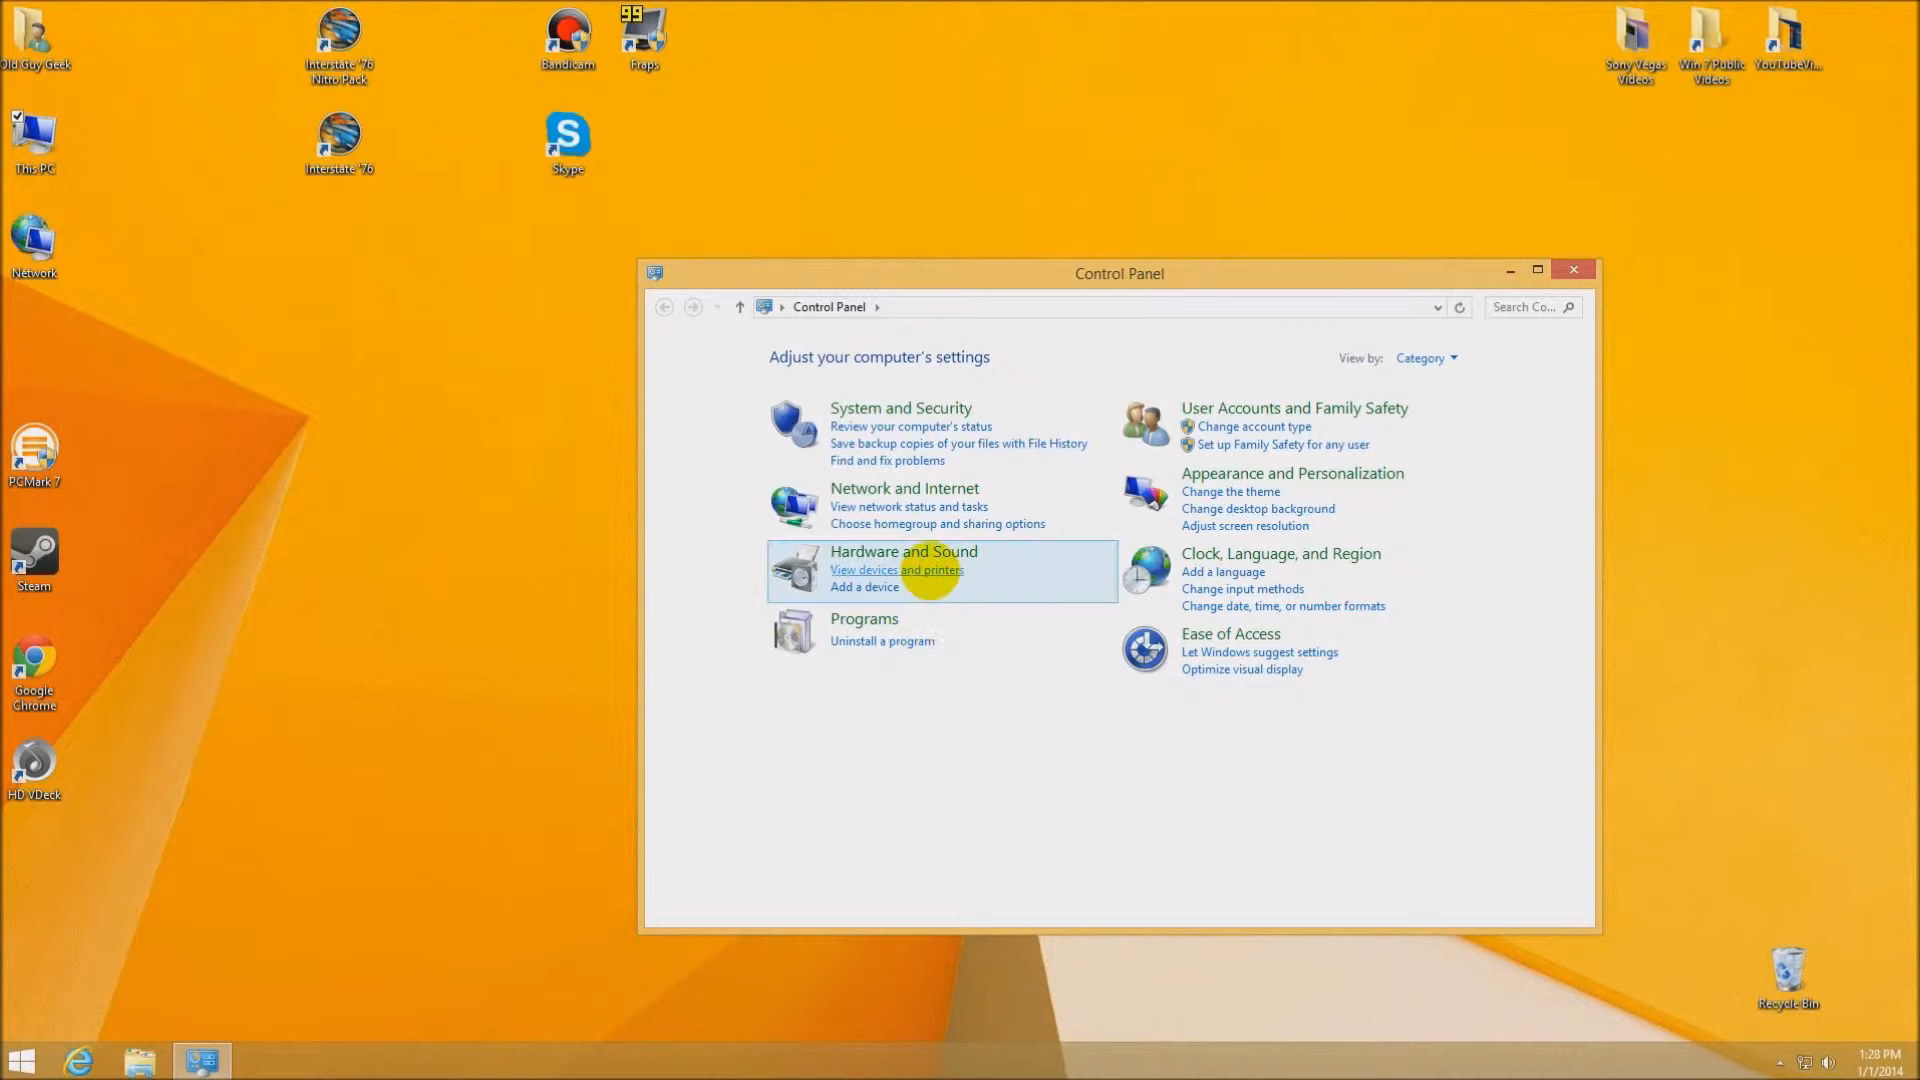 Old Guy Geek
Interstate '76
Nitro Pack
Bandicam
99
Fraps
Sony Vegas
Videos
Win 7 Public
Videos
YouTubeVi...
This PC
Interstate '76
S
Skype
Network
Control Panel
Control Panel
Search Co...
Adjust your computer's settings
View by:
Category
System and Security
Review your computer's status
Save backup copies of your files with File History
Find and fix problems
Network and Internet
View network status and tasks
Choose homegroup and sharing options
Hardware and Sound
View devices and printers
Add a device
Programs
Uninstall a program
User Accounts and Family Safety
Change account type
Set up Family Safety for any user
Appearance and Personalization
Change the theme
Change desktop background
Adjust screen resolution
Clock, Language, and Region
Add a language
Change input methods
Change date, time, or number formats
Ease of Access
Let Windows suggest settings
Optimize visual display
PCMark 7
Steam
Google
Chrome
HD VDeck
Recycle Bin
1:28 PM
1/1/2014